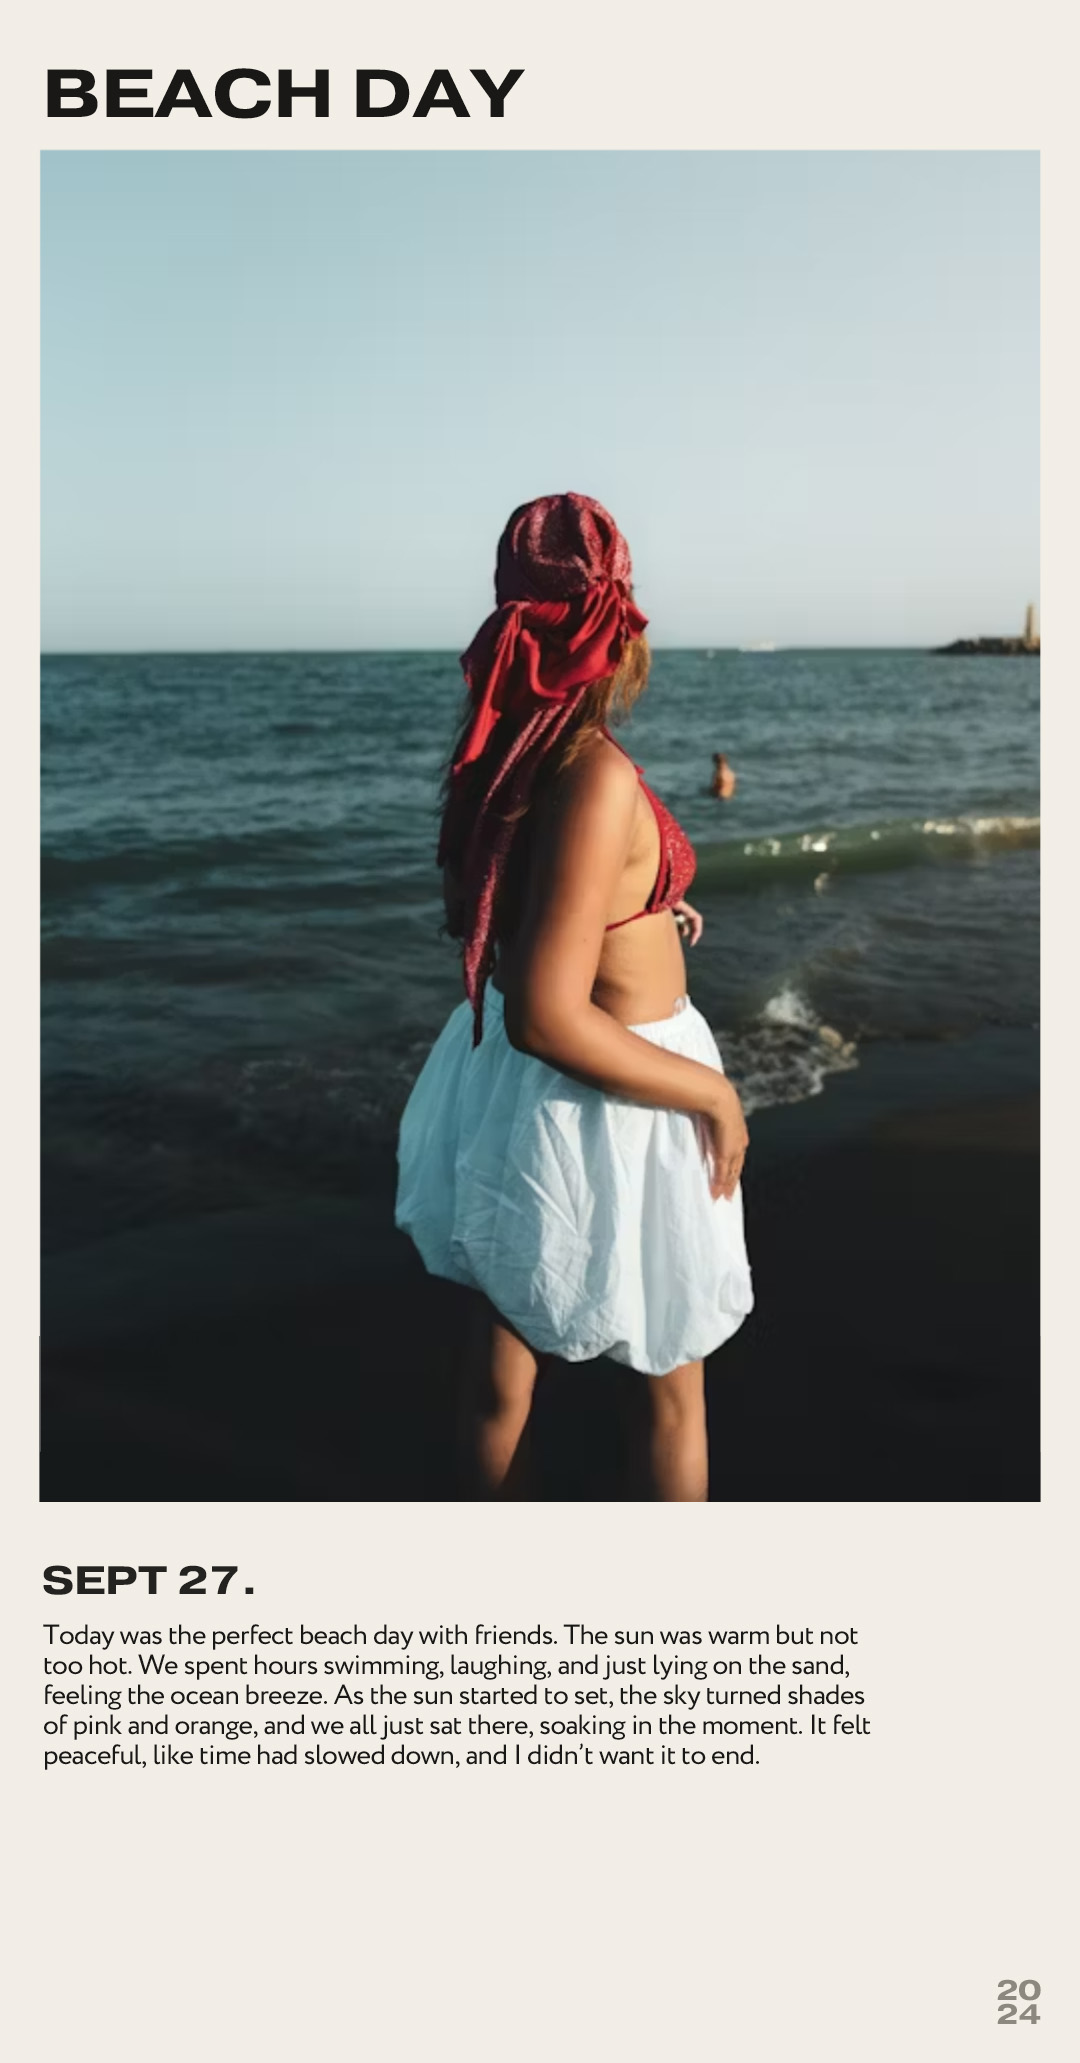 BEACH DAY
SEPT 27.
Today was the perfect beach day with friends. The sun was warm but not
too hot. We spent hours swimming, laughing, and just lying on the sand,
feeling the ocean breeze. As the sun started to set, the sky turned shades
of pink and orange, and we all just sat there, soaking in the moment. It felt
peaceful, like time had slowed down, and I didn’t want it to end.
20
24